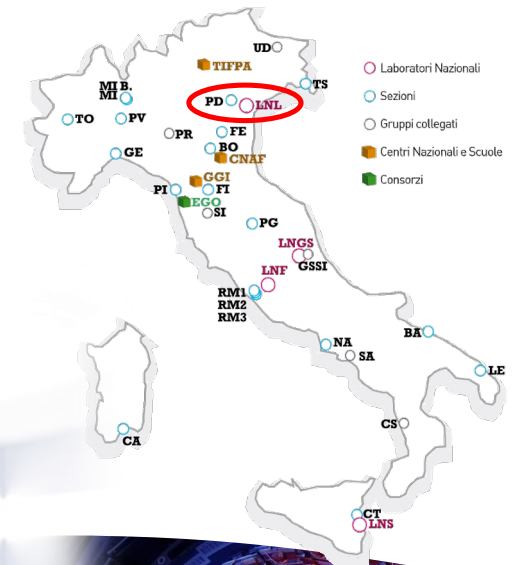 UD
TIFPA
TS
MI B.
MI
PD
LNL
TO
PV
PR
FE
BO
CNAF
GE
GGI
PI
FI
EGO
SI
PG
LNGS
GSSI
LNF
RM1
RM2
RM3
NA
SA
BA
LE
CS
CA
CT
LNS
Laboratori Nazionali
Sezioni
Gruppi collegati
Centri Nazionali e Scuole
Consorzi